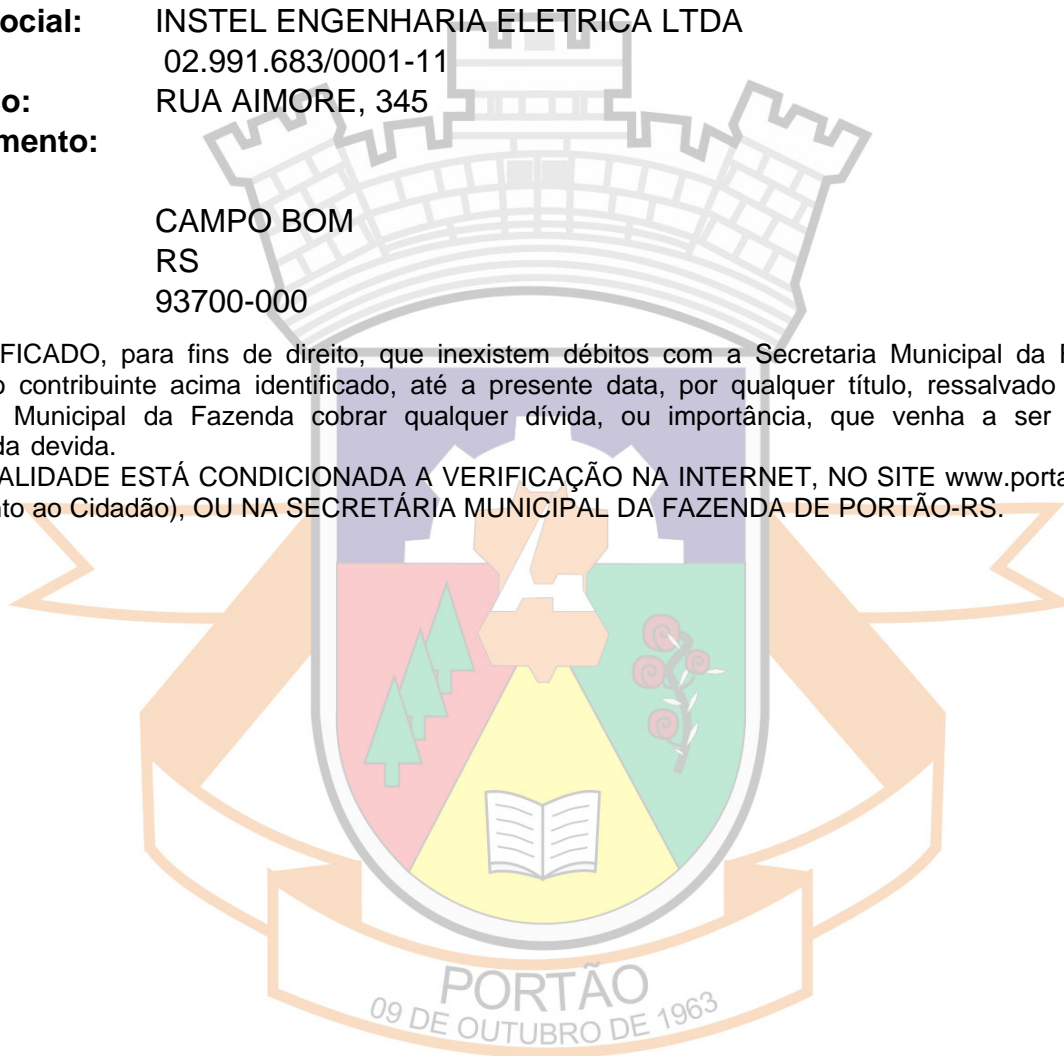 ocial: INSTEL ENGENHARIA ELETRICA LTDA
02.991.683/0001-11
o: RUA AIMORE, 345
mento:
CAMPO BOM
RS
93700-000
FICADO, para fins de direito, que inexistem débitos com a Secretaria Municipal da
o contribuinte acima identificado, até a presente data, por qualquer título, ressalvado
Municipal da Fazenda cobrar qualquer dívida, ou importância, que venha a ser
da devida.
ALIDADE ESTÁ CONDICIONADA A VERIFICAÇÃO NA INTERNET, NO SITE www.porta
nto ao Cidadão), OU NA SECRETÁRIA MUNICIPAL DA FAZENDA DE PORTÃO-RS.
PORTÃO
09 DE OUTUBRO DE 1963